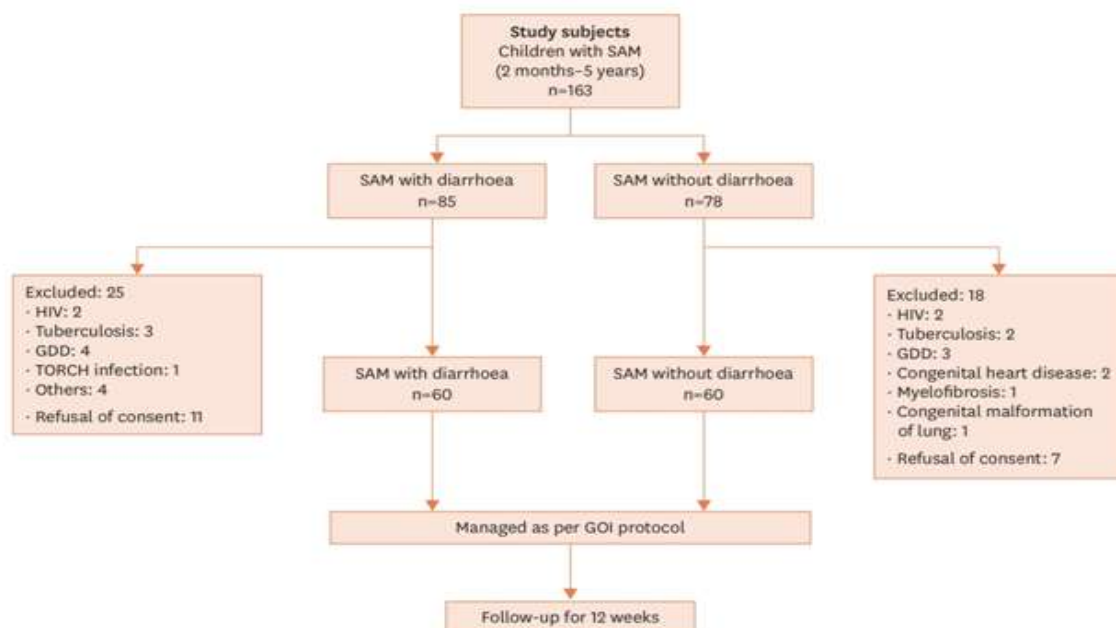 Study subjects
Children with SAM
(2 months–5 years)
n=163
SAM with diarrhoea
n=85
SAM without diarrhoea
n=78
Excluded: 25
· HIV: 2
· Tuberculosis: 3
· GDD: 4
· TORCH infection: 1
· Others: 4
· Refusal of consent: 11
Excluded: 18
· HIV: 2
· Tuberculosis: 2
· GDD: 3
· Congenital heart disease: 2
· Myelofibrosis: 1
· Congenital malformation
of lung: 1
· Refusal of consent: 7
SAM with diarrhoea
n=60
SAM without diarrhoea
n=60
Managed as per GOI protocol
Follow-up for 12 weeks